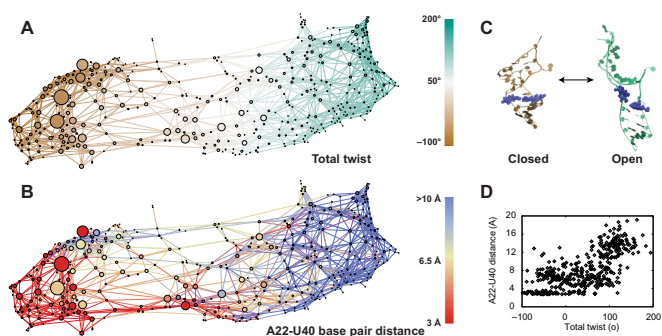 A
200°
50°
−100°
Total twist
C
Closed
Open
B
>10 Å
6.5 Å
3 Å
A22-U40 base pair distance
D
A22-U40 distance (A)
20
16
12
8
4
0
−100
0
100
200
Total twist (o)